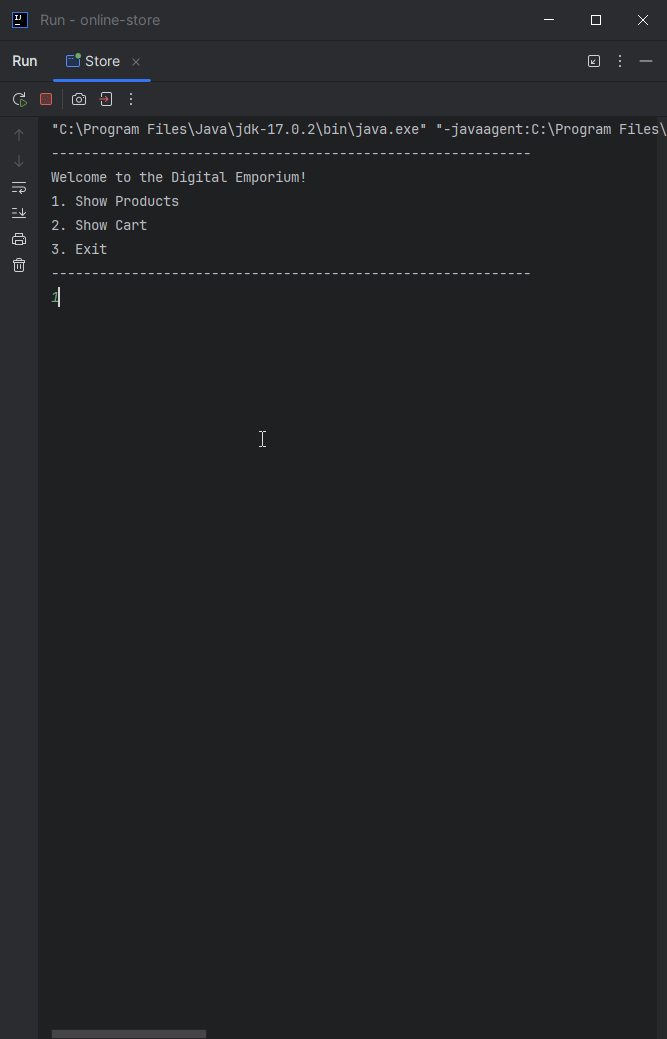 Run - online-store
Run
Store
"C:\Program Files\Java\jdk-17.0.2\bin\java.exe" "-javaagent:C:\Program Files\
------------------------------------------------------------
Welcome to the Digital Emporium!
1. Show Products
2. Show Cart
3. Exit
------------------------------------------------------------
1